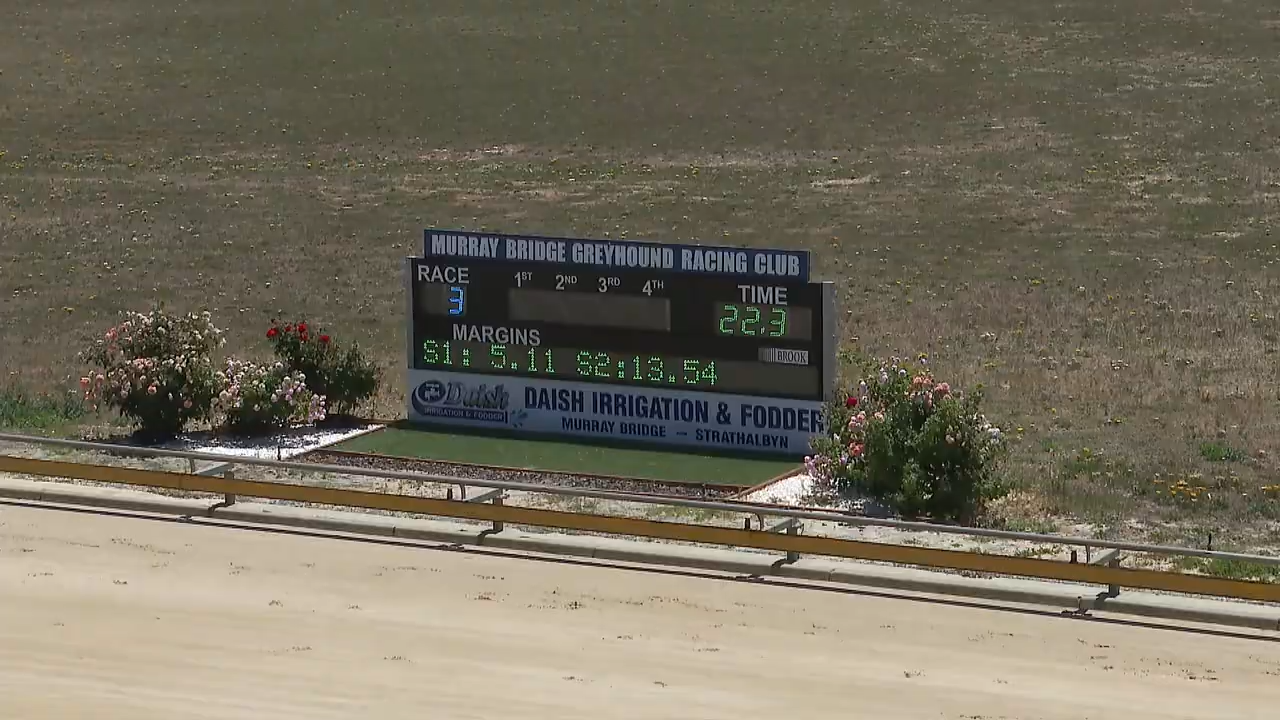 MURRAY BRIDGE GREYHOUND RACING CLUB
RACE 1ST 2ND 3RD 4TH TIME
3 22.3
MARGINS
S1: 5.11 S2:13.54
BROOK
Daish
IRRIGATION & FODDER
DAISH IRRIGATION & FODDER
MURRAY BRIDGE - STRATHALBYN